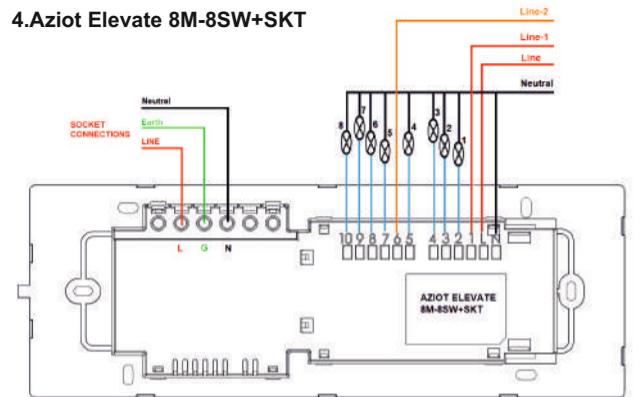 4.Aziot Elevate 8M-8SW+SKT
Line-2
Line-1
Line
Neutral
Neutral
Earth
LINE
SOCKET
CONNECTIONS
8
7
6
5
4
3
2
1
L G N
10 9 8 7 6 5 4 3 2 1 L N
AZIOT ELEVATE
8M-8SW+SKT